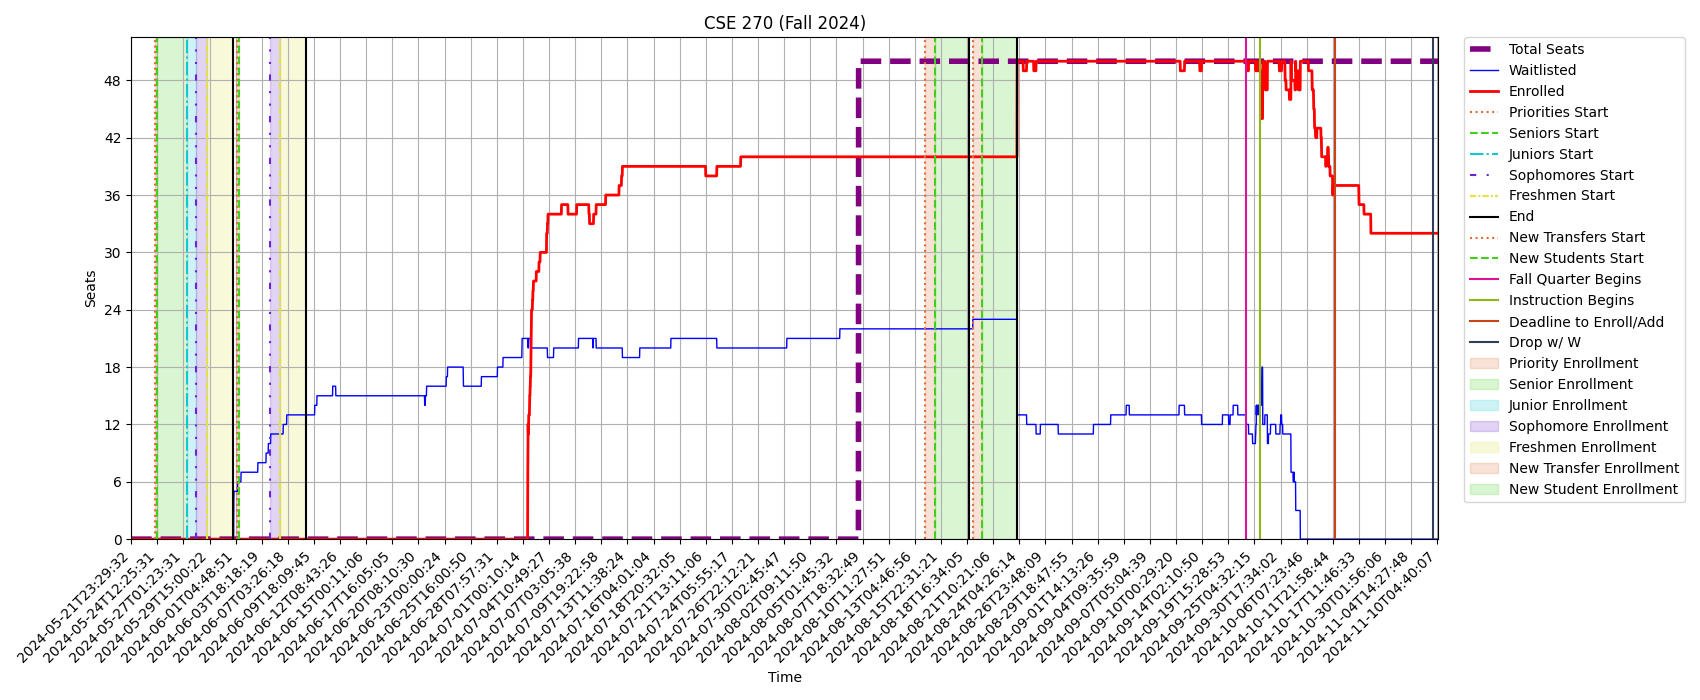 CSE 270 (Fall 2024)
Seats
48
42
36
30
24
18
12
6
0
2024-05-21T23:29:32
2024-05-24T12:25:31
2024-05-27T01:23:31
2024-05-29T15:00:22
2024-06-01T04:48:51
2024-06-03T18:18:19
2024-06-07T03:26:18
2024-06-09T18:09:45
2024-06-12T08:43:26
2024-06-15T00:11:06
2024-06-17T16:05:05
2024-06-20T08:10:30
2024-06-23T00:00:24
2024-06-25T16:00:50
2024-06-28T07:57:31
2024-07-01T00:10:14
2024-07-04T10:49:27
2024-07-07T03:05:38
2024-07-09T19:22:58
2024-07-13T11:38:24
2024-07-16T04:01:04
2024-07-18T20:32:05
2024-07-21T13:11:06
2024-07-24T05:55:17
2024-07-26T22:12:21
2024-07-30T02:45:47
2024-08-02T09:11:50
2024-08-05T01:45:32
2024-08-07T18:32:49
2024-08-10T11:27:51
2024-08-13T04:46:56
2024-08-15T22:31:21
2024-08-18T16:34:05
2024-08-21T10:21:06
2024-08-24T04:26:14
2024-08-26T23:48:09
2024-08-29T18:47:55
2024-09-01T14:13:26
2024-09-04T09:35:59
2024-09-07T05:04:39
2024-09-10T00:29:20
2024-09-14T02:10:50
2024-09-19T15:28:53
2024-09-25T04:32:15
2024-09-30T17:34:02
2024-10-06T07:23:46
2024-10-11T21:58:44
2024-10-17T11:46:33
2024-10-30T01:56:06
2024-11-04T14:27:48
2024-11-10T04:40:07
Time
Total Seats
Waitlisted
Enrolled
Priorities Start
Seniors Start
Juniors Start
Sophomores Start
Freshmen Start
End
New Transfers Start
New Students Start
Fall Quarter Begins
Instruction Begins
Deadline to Enroll/Add
Drop w/ W
Priority Enrollment
Senior Enrollment
Junior Enrollment
Sophomore Enrollment
Freshmen Enrollment
New Transfer Enrollment
New Student Enrollment